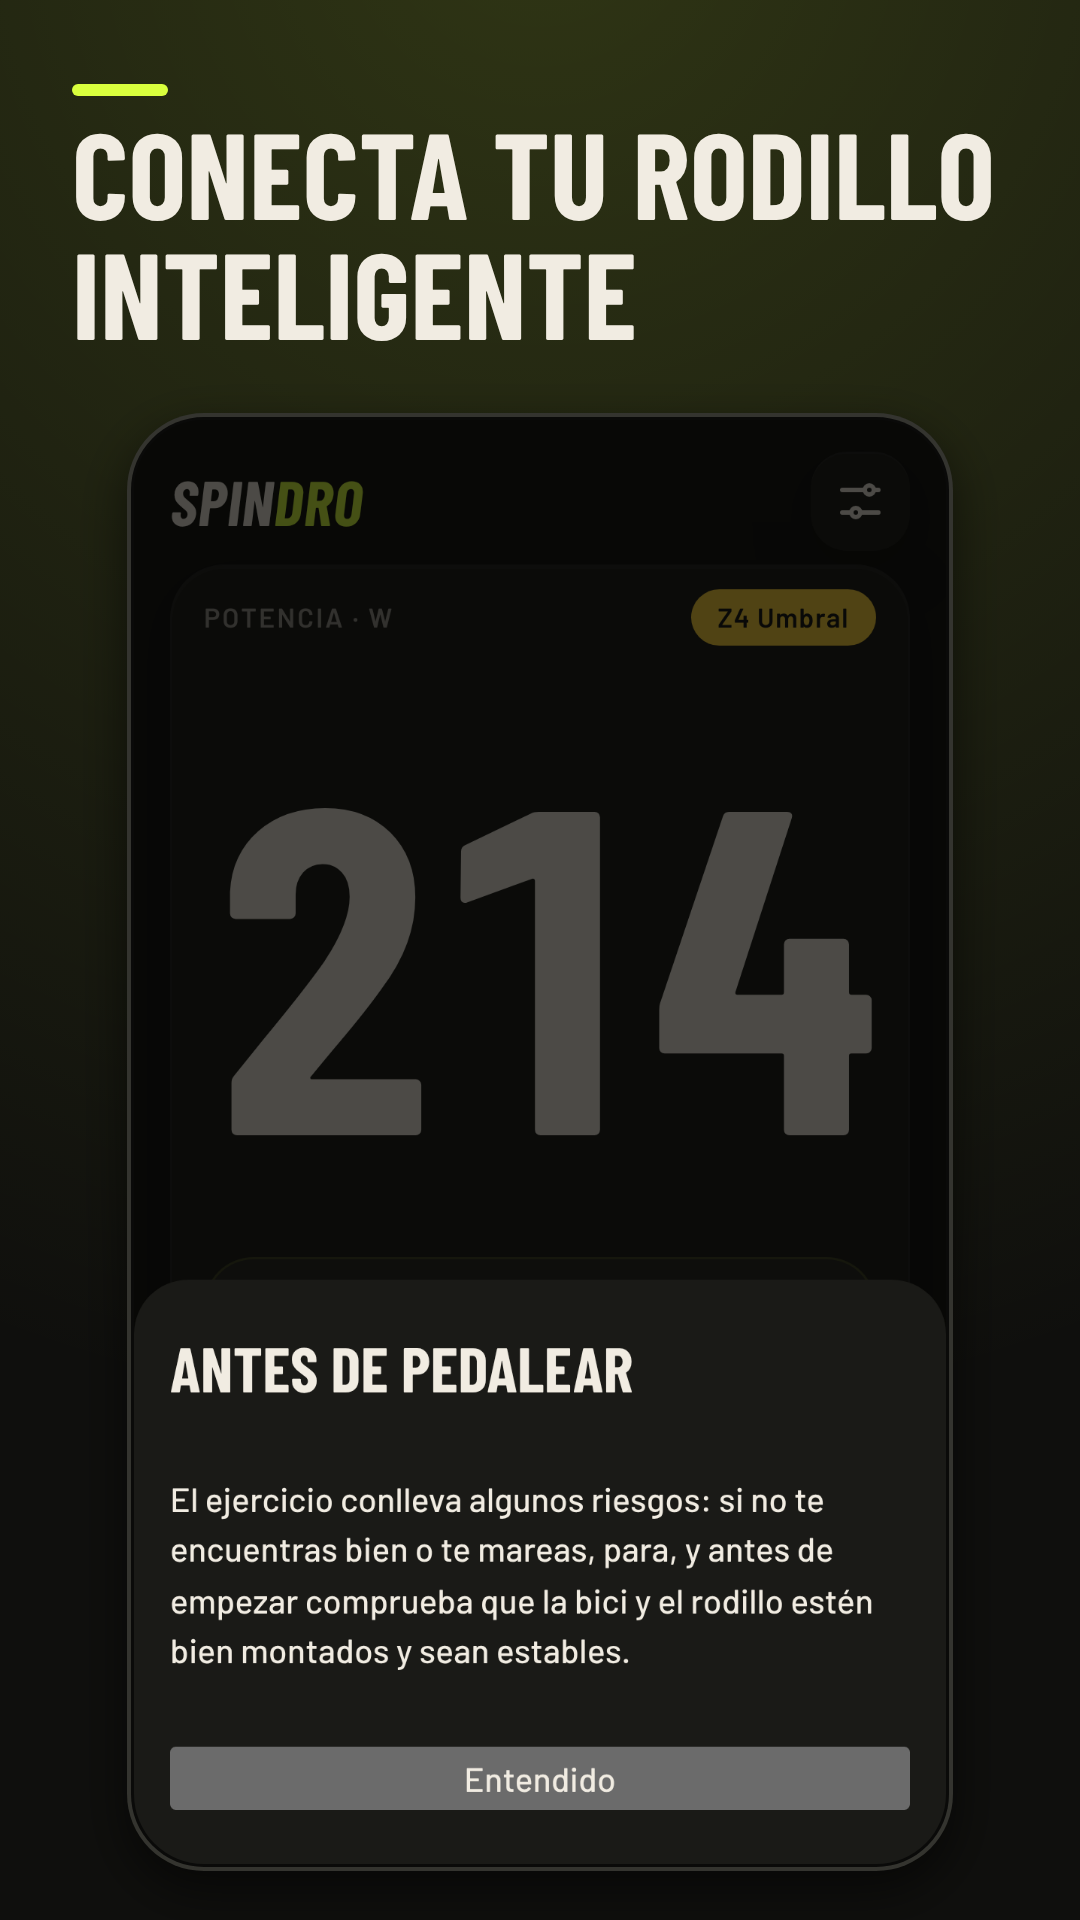 CONECTA TU RODILLO
INTELIGENTE
SPINDRO
POTENCIA · W
Z4 Umbral
214
ANTES DE PEDALEAR
El ejercicio conlleva algunos riesgos: si no te
encuentras bien o te mareas, para, y antes de
empezar comprueba que la bici y el rodillo estén
bien montados y sean estables.
Entendido